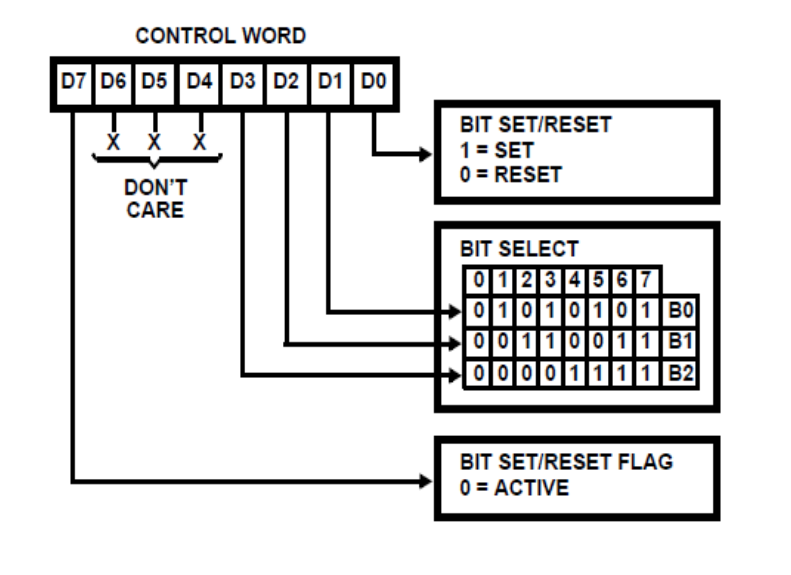 CONTROL WORD
D7 D6 D5 D4 D3 D2 D1 D0
X X X
DON'T
CARE
BIT SET/RESET
1 = SET
0 = RESET
BIT SELECT
0 1 2 3 4 5 6 7
0 1 0 1 0 1 0 1 B0
0 0 1 1 0 0 1 1 B1
0 0 0 0 1 1 1 1 B2
BIT SET/RESET FLAG
0 = ACTIVE